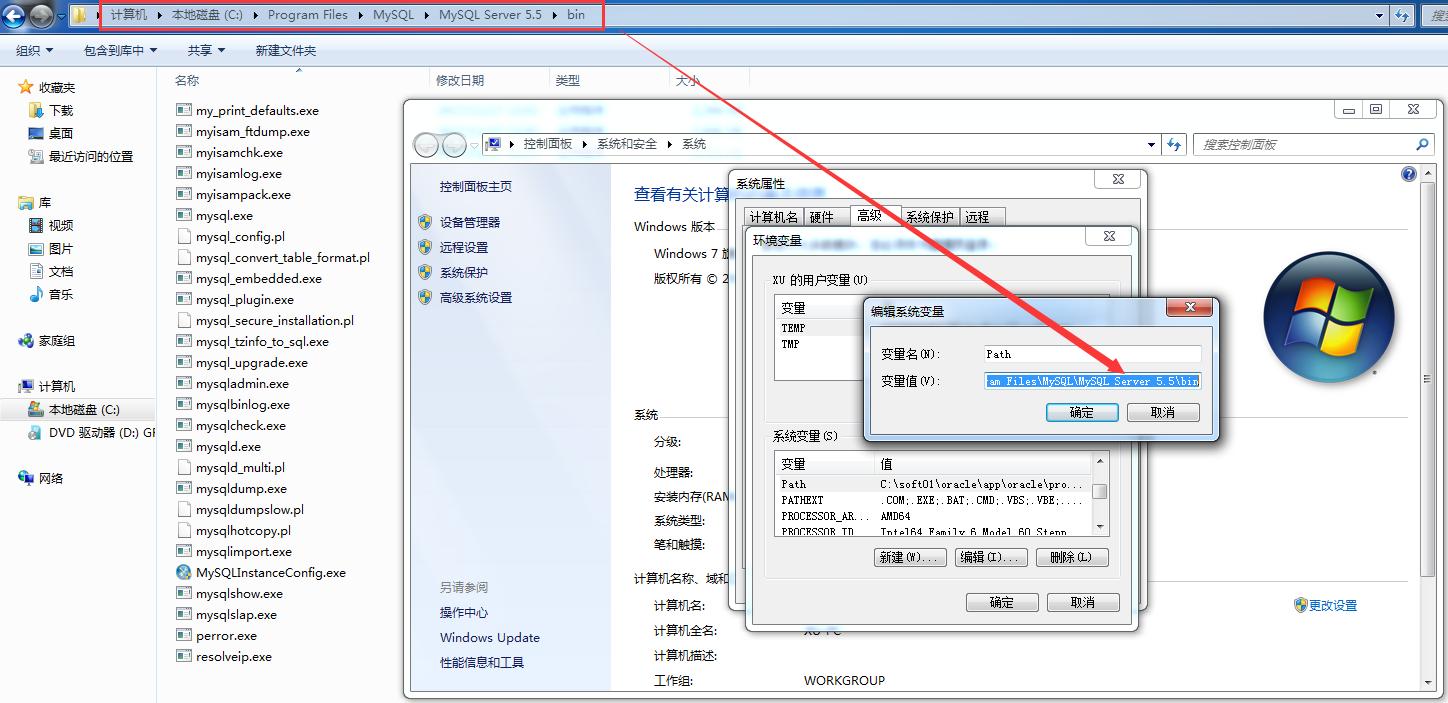 计算机 本地磁盘 (C:) Program Files MySQL MySQL Server 5.5 bin
组织 包含到库中 共享 新建文件夹
收藏夹
下载
桌面
最近访问的位置
库
视频
图片
文档
音乐
家庭组
计算机
本地磁盘 (C:)
DVD 驱动器 (D:) GF
网络
名称 修改日期 类型 大小
my_print_defaults.exe
myisam_ftdump.exe
myisamchk.exe
myisamlog.exe
myisampack.exe
mysql.exe
mysql_config.pl
mysql_convert_table_format.pl
mysql_embedded.exe
mysql_plugin.exe
mysql_secure_installation.pl
mysql_tzinfo_to_sql.exe
mysql_upgrade.exe
mysqladmin.exe
mysqlbinlog.exe
mysqlcheck.exe
mysqld.exe
mysqld_multi.pl
mysqldump.exe
mysqldumpslow.pl
mysqlhotcopy.pl
mysqlimport.exe
MySQLInstanceConfig.exe
mysqlshow.exe
mysqlslap.exe
perror.exe
resolveip.exe
控制面板 系统和安全 系统
搜索控制面板
控制面板主页
设备管理器
远程设置
系统保护
高级系统设置
另请参阅
操作中心
Windows Update
性能信息和工具
查看有关计算
Windows 版本
Windows 7
版权所有 © 2
系统
分级:
处理器:
安装内存(RAM
系统类型:
笔和触摸:
计算机名称、域和
计算机名:
计算机全名:
计算机描述:
工作组: WORKGROUP
更改设置
系统属性
计算机名 硬件 高级 系统保护 远程
环境变量
XU 的用户变量(U)
变量
TEMP
TMP
编辑系统变量
变量名(N): Path
变量值(V): am Files\MySQL\MySQL Server 5.5\bin
确定 取消
系统变量(S)
变量 值
Path C:\soft01\oracle\app\oracle\pro...
PATHEXT .COM;.EXE;.BAT;.CMD;.VBS;.VBE;....
PROCESSOR_AR... AMD64
PROCESSOR_ID Intel64 Family 6 Model 60 Stepp
新建(W)... 编辑(I)... 删除(L)
确定 取消